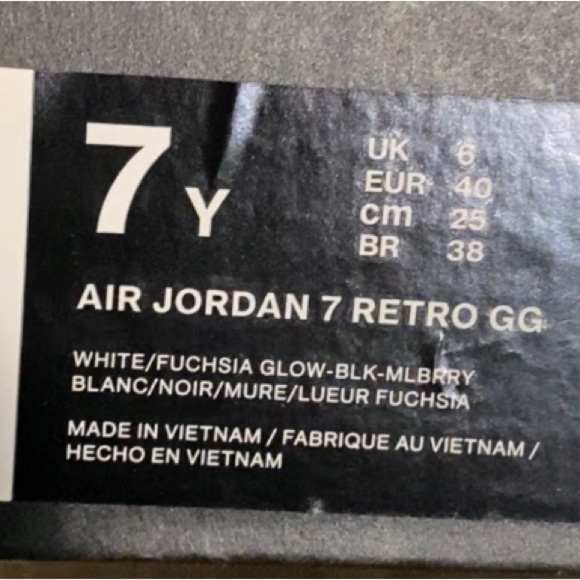 7 Y
UK 6
EUR 40
cm 25
BR 38
AIR JORDAN 7 RETRO GG
WHITE/FUCHSIA GLOW-BLK-MLBRRY
BLANC/NOIR/MURE/LUEUR FUCHSIA
MADE IN VIETNAM / FABRIQUE AU VIETNAM /
HECHO EN VIETNAM